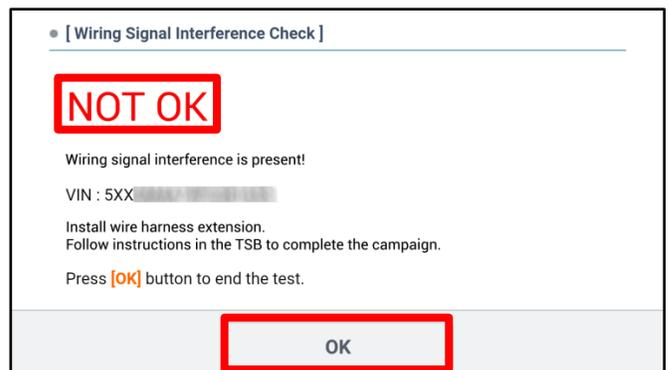 [ Wiring Signal Interference Check ]
NOT OK
Wiring signal interference is present!
VIN : 5XX
Install wire harness extension.
Follow instructions in the TSB to complete the campaign.
Press [OK] button to end the test.
OK